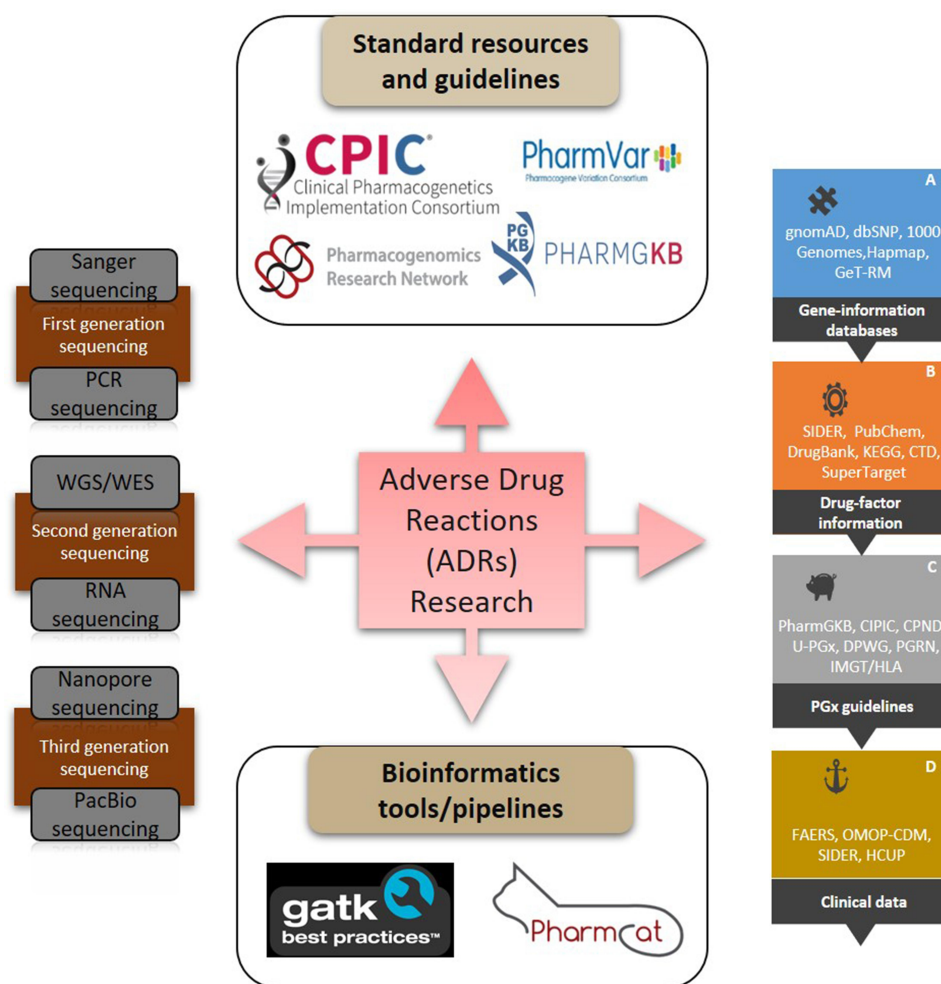 Standard resources
and guidelines
CPIC®
Clinical Pharmacogenetics
Implementation Consortium
PharmVar
Pharmacogene Variation Consortium
Pharmacogenomics
Research Network
PG
KB
PHARMGKB
Sanger
sequencing
First generation
sequencing
PCR
sequencing
WGS/WES
Second generation
sequencing
RNA
sequencing
Nanopore
sequencing
Third generation
sequencing
PacBio
sequencing
Adverse Drug
Reactions
(ADRs)
Research
A
gnomAD, dbSNP, 1000
Genomes,Hapmap,
GeT-RM
Gene-information
databases
B
SIDER, PubChem,
DrugBank, KEGG, CTD,
SuperTarget
Drug-factor
information
C
PharmGKB, CIPIC, CPND
U-PGx, DPWG, PGRN,
IMGT/HLA
PGx guidelines
D
FAERS, OMOP-CDM,
SIDER, HCUP
Clinical data
Bioinformatics
tools/pipelines
gatk
best practices™
PharmCat